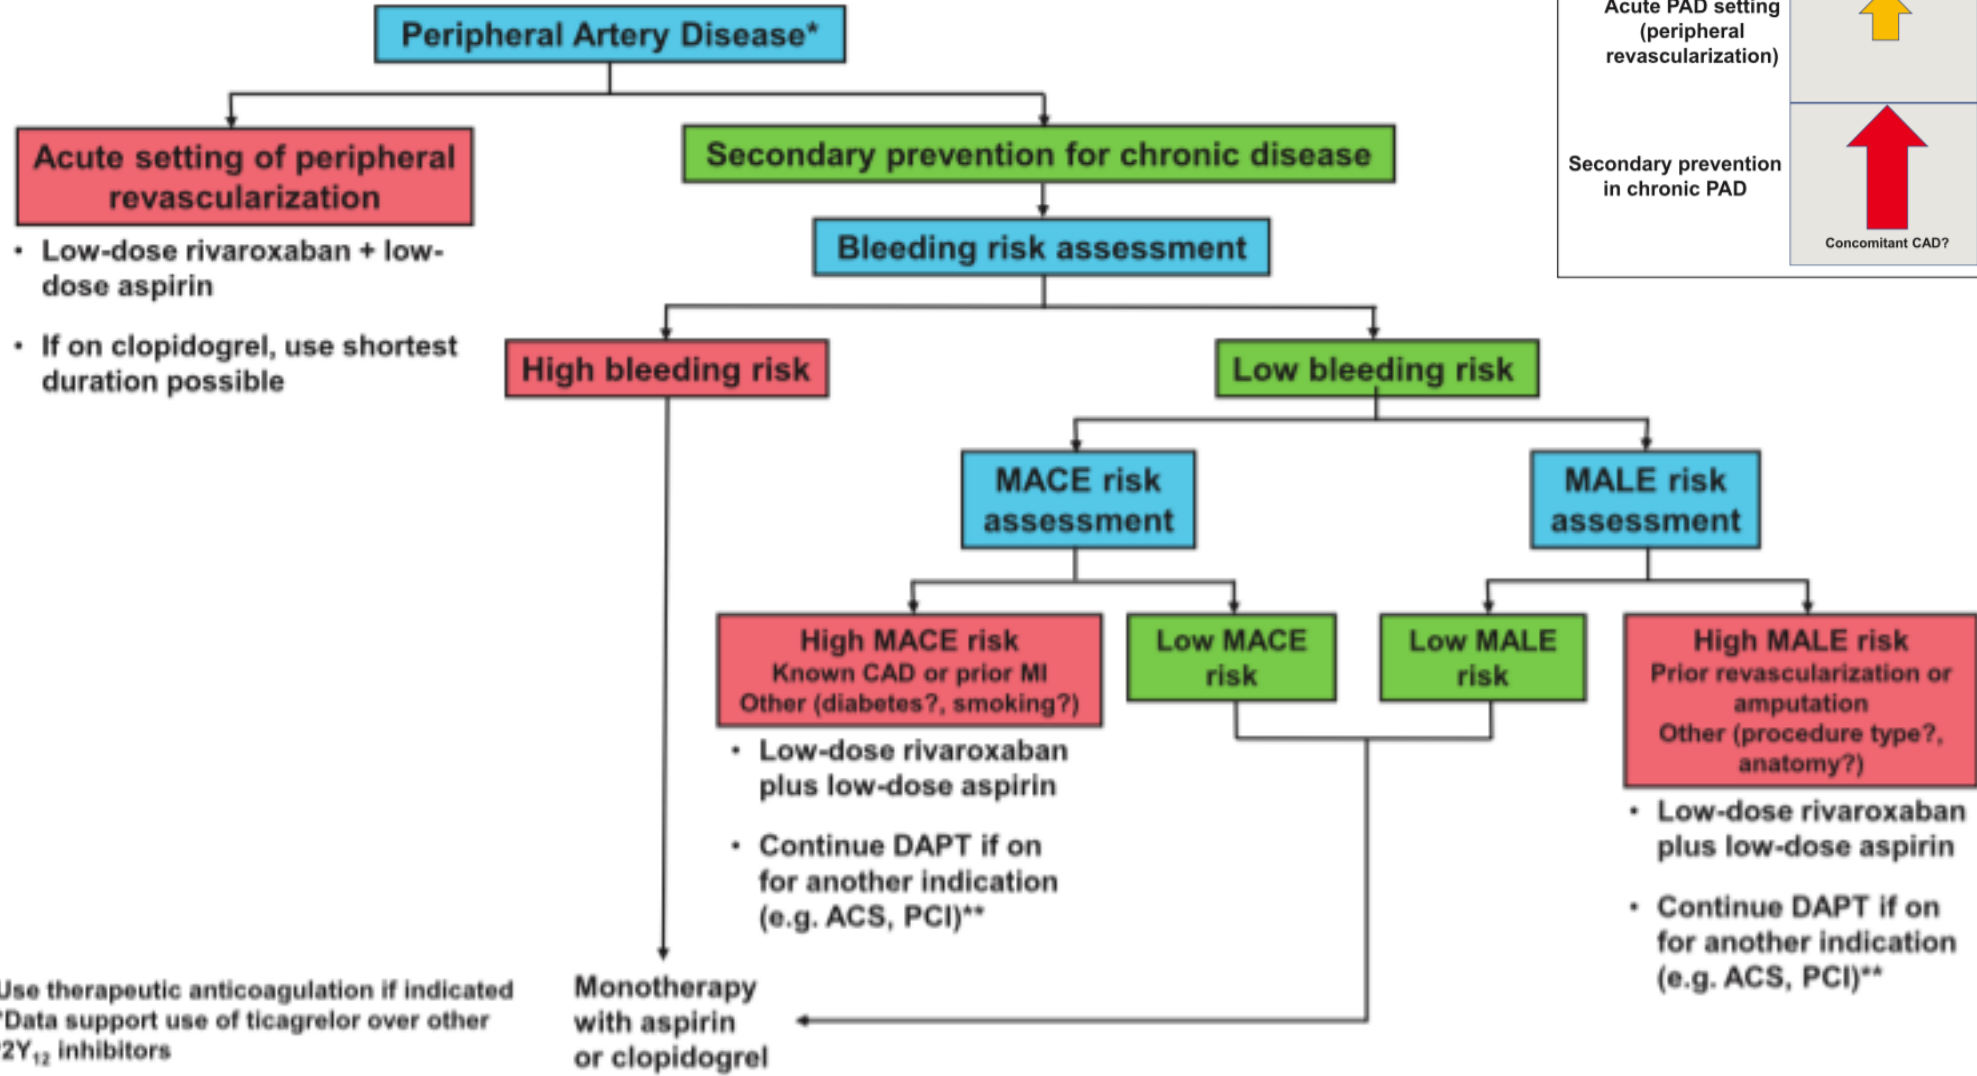 Peripheral Artery Disease*
Acute setting of peripheral
revascularization
• Low-dose rivaroxaban + low-
dose aspirin
• If on clopidogrel, use shortest
duration possible
Secondary prevention for chronic disease
Bleeding risk assessment
High bleeding risk
Low bleeding risk
MACE risk
assessment
MALE risk
assessment
High MACE risk
Known CAD or prior MI
Other (diabetes?, smoking?)
• Low-dose rivaroxaban
plus low-dose aspirin
• Continue DAPT if on
for another indication
(e.g. ACS, PCI)**
Low MACE
risk
Low MALE
risk
High MALE risk
Prior revascularization or
amputation
Other (procedure type?,
anatomy?)
• Low-dose rivaroxaban
plus low-dose aspirin
• Continue DAPT if on
for another indication
(e.g. ACS, PCI)**
Monotherapy
with aspirin
or clopidogrel
Use therapeutic anticoagulation if indicated
*Data support use of ticagrelor over other
2Y₁₂ inhibitors
Acute PAD setting
(peripheral
revascularization)
Secondary prevention
in chronic PAD
Concomitant CAD?